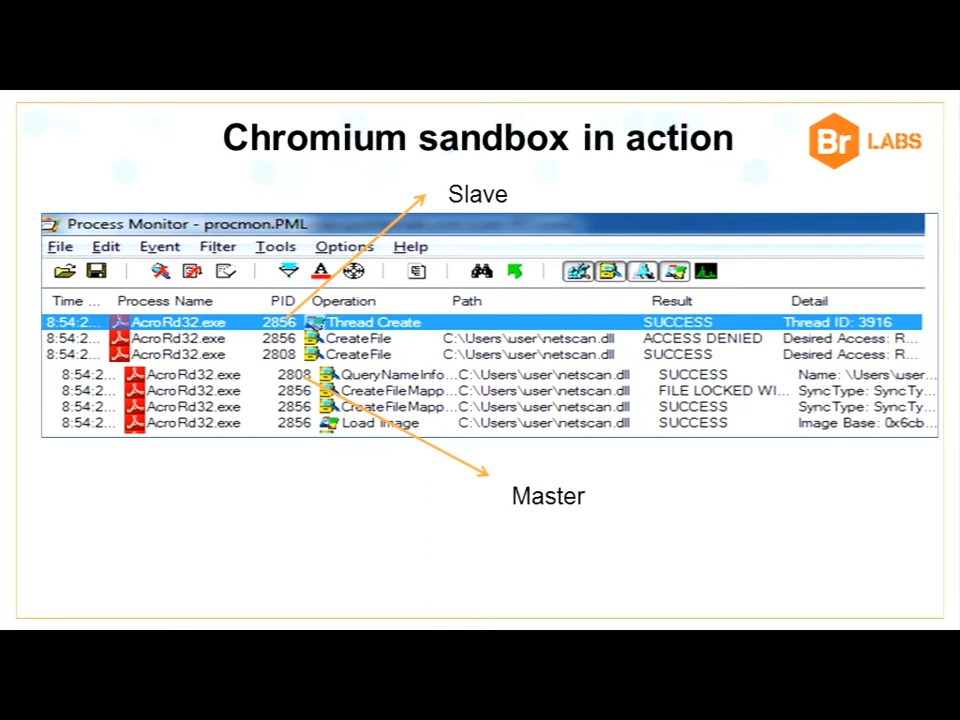 Chromium sandbox in action
Br LABS
Slave
Process Monitor - procmon.PML
File Edit Event Filter Tools Options Help
Time ... Process Name PID Operation Path Result Detail
8:54:2... AcroRd32.exe 2856 Thread Create SUCCESS Thread ID: 3916
8:54:2... AcroRd32.exe 2856 CreateFile C:\Users\user\netscan.dll ACCESS DENIED Desired Access: R...
8:54:2... AcroRd32.exe 2808 CreateFile C:\Users\user\netscan.dll SUCCESS Desired Access: R...
8:54:2... AcroRd32.exe 2808 QueryNameInfo... C:\Users\user\netscan.dll SUCCESS Name: \Users\user...
8:54:2... AcroRd32.exe 2856 CreateFileMapp... C:\Users\user\netscan.dll FILE LOCKED WI... SyncType: SyncTy...
8:54:2... AcroRd32.exe 2856 CreateFileMapp... C:\Users\user\netscan.dll SUCCESS SyncType: SyncTy...
8:54:2... AcroRd32.exe 2856 Load Image C:\Users\user\netscan.dll SUCCESS Image Base: 0x6cb...
Master